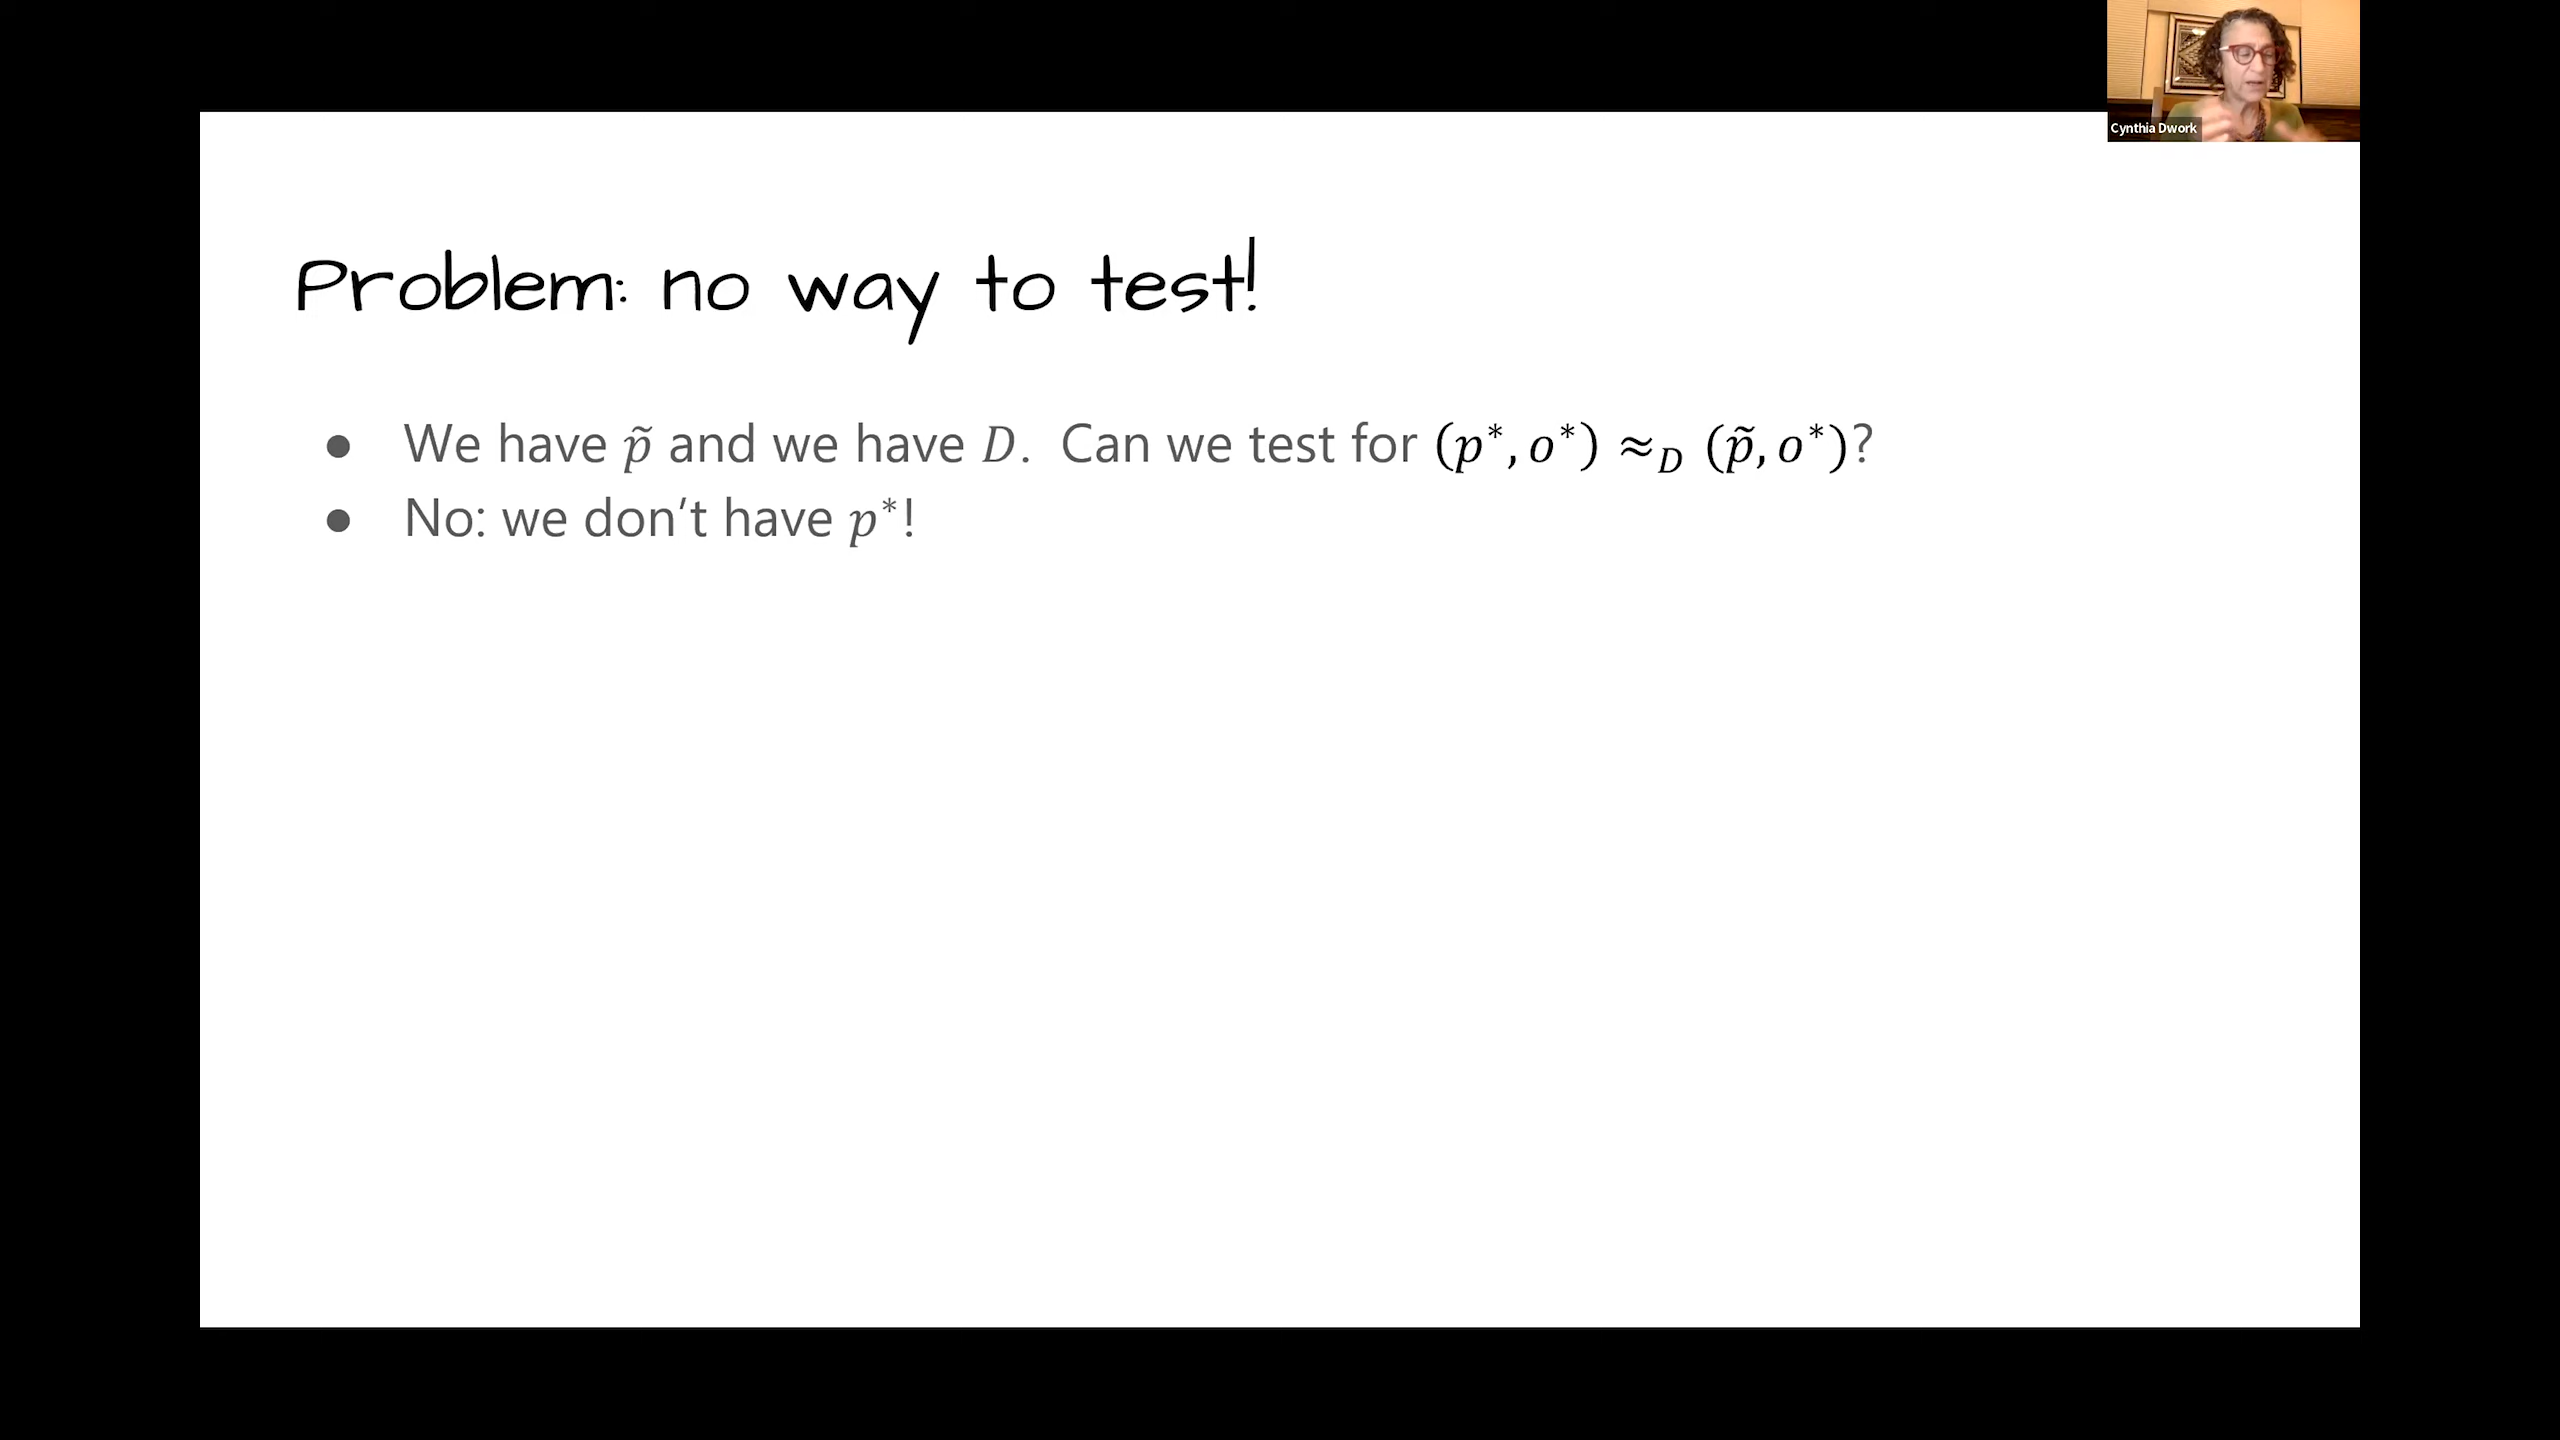 Cynthia Dwork
Problem: no way to test!
● We have p̃ and we have D. Can we test for (p*, o*) ≈_D (p̃, o*)?
● No: we don’t have p*!